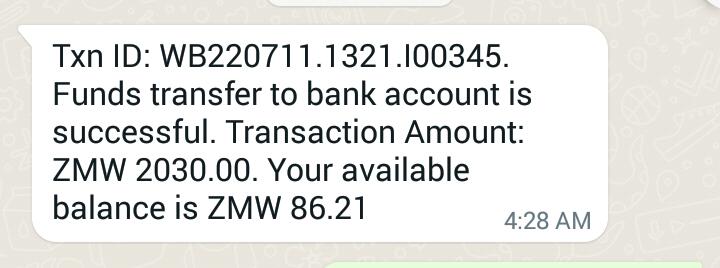 Txn ID: WB220711.1321.I00345.
Funds transfer to bank account is
successful. Transaction Amount:
ZMW 2030.00. Your available
balance is ZMW 86.21
4:28 AM